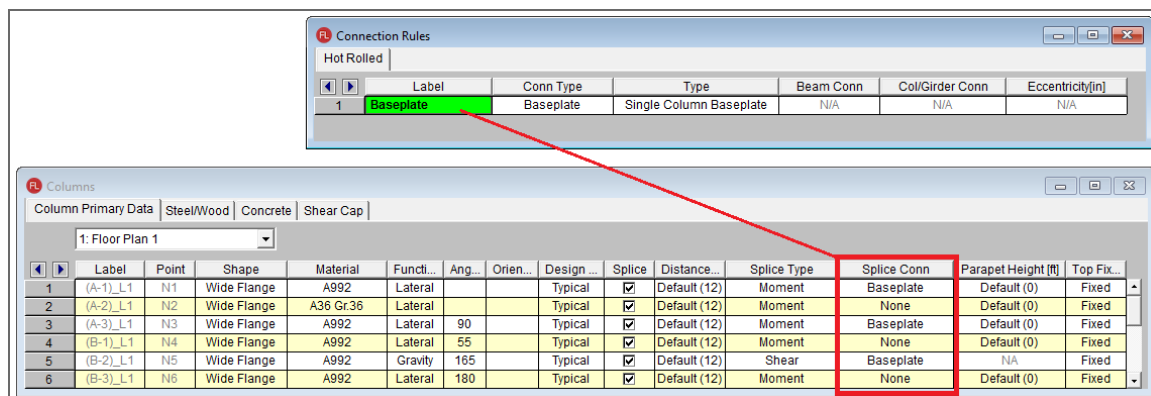 FL Connection Rules
Hot Rolled
Label Conn Type Type Beam Conn Col/Girder Conn Eccentricity[in]
1 Baseplate Baseplate Single Column Baseplate N/A N/A N/A
FL Columns
Column Primary Data Steel/Wood Concrete Shear Cap
1: Floor Plan 1
Label Point Shape Material Functi... Ang... Orien... Design ... Splice Distance... Splice Type Splice Conn Parapet Height [ft] Top Fix...
1 (A-1)_L1 N1 Wide Flange A992 Lateral Typical Default (12) Moment Baseplate Default (0) Fixed
2 (A-2)_L1 N2 Wide Flange A36 Gr.36 Lateral Typical Default (12) Moment None Default (0) Fixed
3 (A-3)_L1 N3 Wide Flange A992 Lateral 90 Typical Default (12) Moment Baseplate Default (0) Fixed
4 (B-1)_L1 N4 Wide Flange A992 Lateral 55 Typical Default (12) Moment None Default (0) Fixed
5 (B-2)_L1 N5 Wide Flange A992 Gravity 165 Typical Default (12) Shear Baseplate NA Fixed
6 (B-3)_L1 N6 Wide Flange A992 Lateral 180 Typical Default (12) Moment None Default (0) Fixed